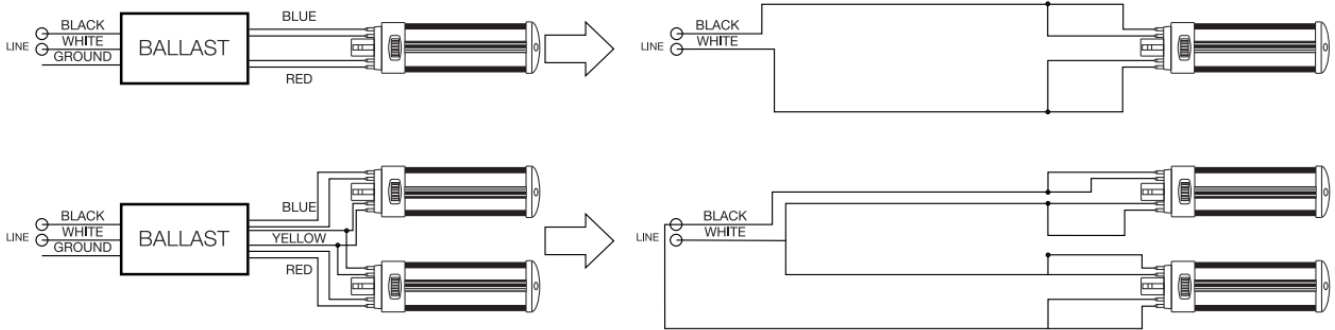 BLUE
BLACK
LINE WHITE BALLAST
GROUND
RED
BLACK
LINE WHITE
BLUE
BLACK
LINE WHITE BALLAST YELLOW
GROUND
RED
BLACK
LINE WHITE